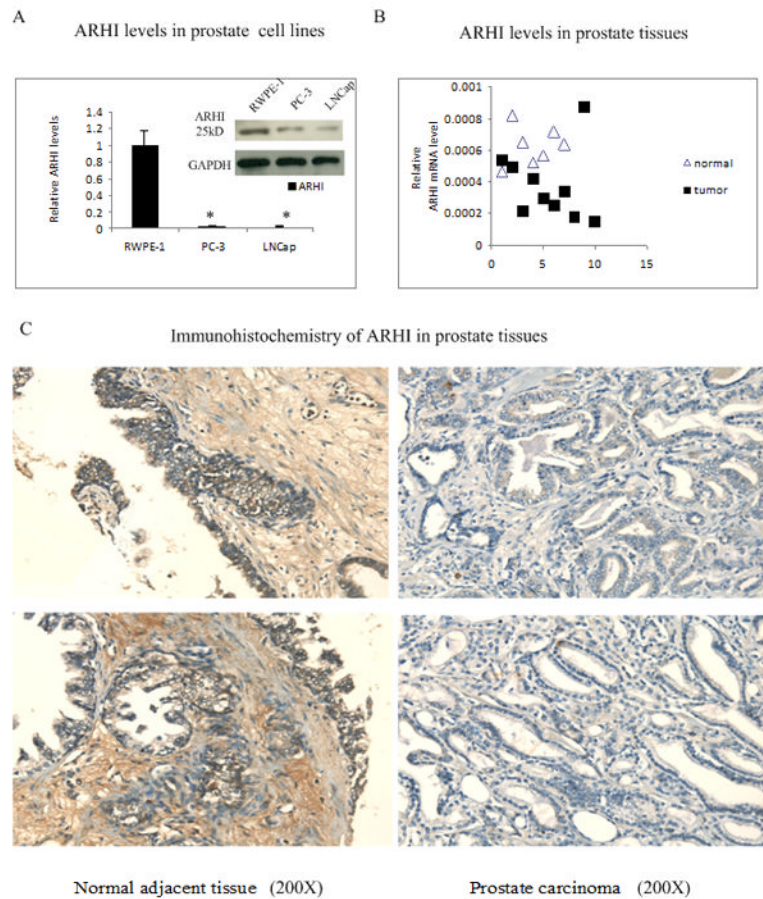 A
ARHI levels in prostate cell lines
Relative ARHI levels
1.4
1.2
1
0.8
0.6
0.4
0.2
0
RWPE-1
PC-3
LNCap
*
*
ARHI
25kD
GAPDH
RWPE-1
PC-3
LNCap
ARHI
B
ARHI levels in prostate tissues
Relative
ARHI mRNA level
0.001
0.0008
0.0006
0.0004
0.0002
0
0
5
10
15
normal
tumor
C
Immunohistochemistry of ARHI in prostate tissues
Normal adjacent tissue (200X)
Prostate carcinoma (200X)